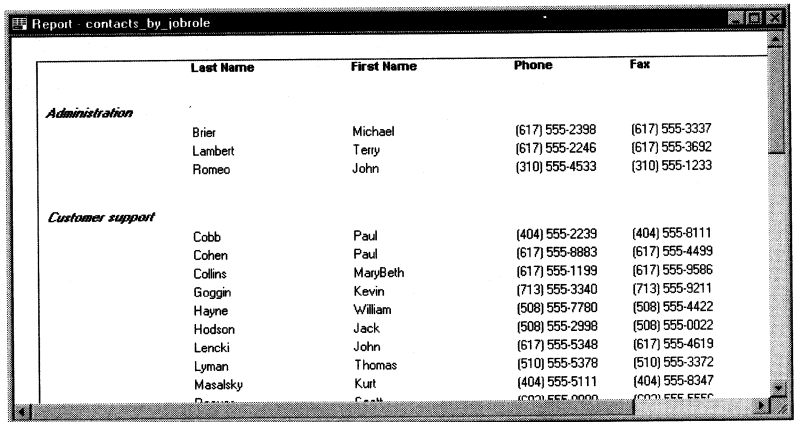 Report - contacts_by_jobrole
Last Name First Name Phone Fax
Administration
Brier Michael (617) 555-2398 (617) 555-3337
Lambert Terry (617) 555-2246 (617) 555-3692
Romeo John (310) 555-4533 (310) 555-1233
Customer support
Cobb Paul (404) 555-2239 (404) 555-8111
Cohen Paul (617) 555-8883 (617) 555-4499
Collins MaryBeth (617) 555-1199 (617) 555-9586
Goggin Kevin (713) 555-3340 (713) 555-9211
Hayne William (508) 555-7780 (508) 555-4422
Hodson Jack (508) 555-2998 (508) 555-0022
Lencki John (617) 555-5348 (617) 555-4619
Lyman Thomas (510) 555-5378 (510) 555-3372
Masalsky Kurt (404) 555-5111 (404) 555-8347